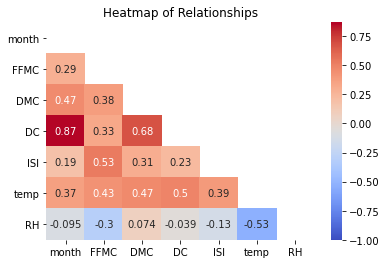 Heatmap of Relationships
month
FFMC 0.29
DMC 0.47 0.38
DC 0.87 0.33 0.68
ISI 0.19 0.53 0.31 0.23
temp 0.37 0.43 0.47 0.5 0.39
RH -0.095 -0.3 0.074 -0.039 -0.13 -0.53
month FFMC DMC DC ISI temp RH
0.75
0.50
0.25
0.00
-0.25
-0.50
-0.75
-1.00